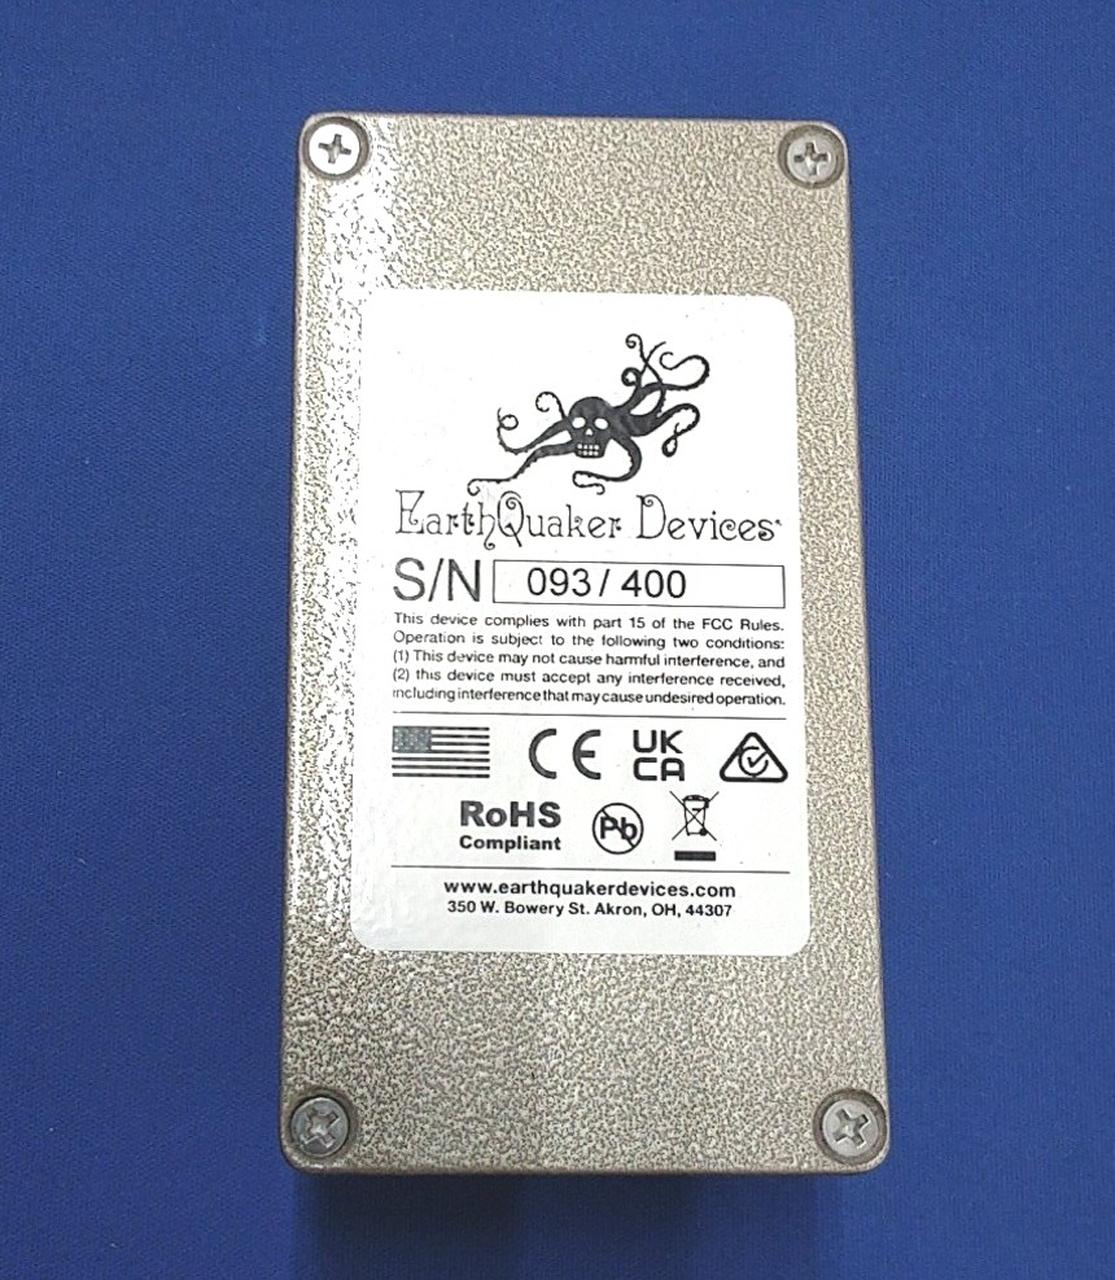 EarthQuaker Devices
S/N 093/400
This device complies with part 15 of the FCC Rules.
Operation is subject to the following two conditions:
(1) This device may not cause harmful interference, and
(2) this device must accept any interference received,
including interference that may cause undesired operation.
CE UK
CA
RoHS
Compliant
Pb
www.earthquakerdevices.com
350 W. Bowery St. Akron, OH, 44307